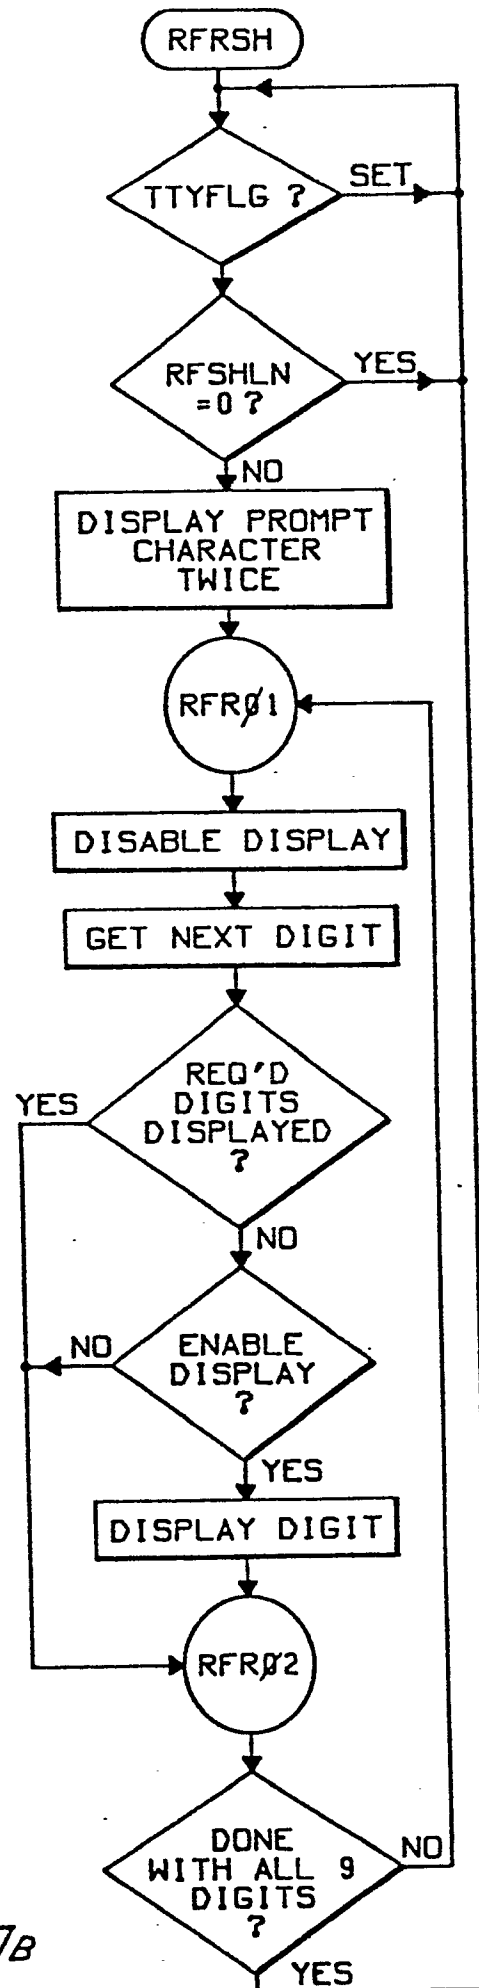 RFRSH
TTYFLG ?
SET
RFSHLN
=0 ?
YES
NO
DISPLAY PROMPT
CHARACTER
TWICE
RFRØ1
DISABLE DISPLAY
GET NEXT DIGIT
REQ'D
DIGITS
DISPLAYED
?
YES
NO
ENABLE
DISPLAY
?
NO
YES
DISPLAY DIGIT
RFRØ2
DONE
WITH ALL 9
DIGITS
?
NO
YES